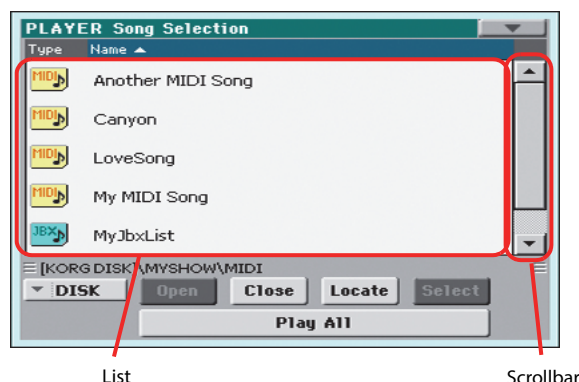 PLAYER Song Selection
Type Name
MIDI Another MIDI Song
MIDI Canyon
MIDI LoveSong
MIDI My MIDI Song
JBX MyJbxList
[KORG DISK]\MYSHOW\MIDI
DISK Open Close Locate Select
Play All
List Scrollbar